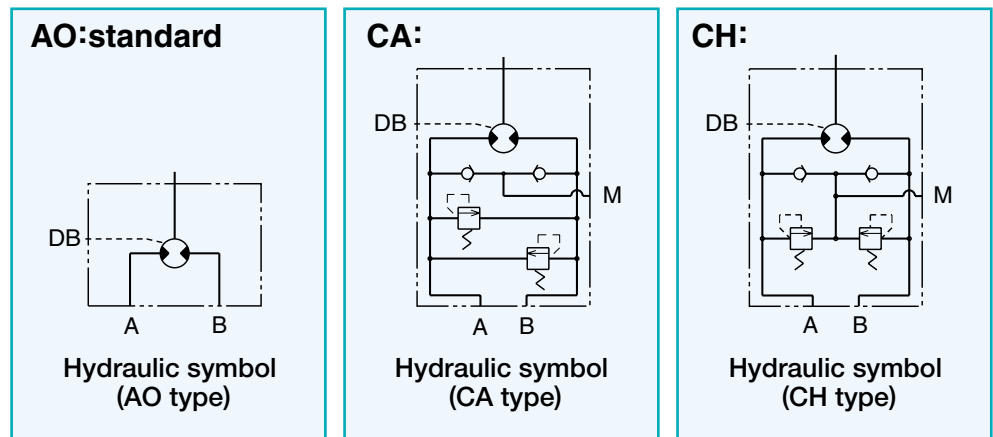 AO:standard
DB
A B
Hydraulic symbol
(AO type)
CA:
DB
M
A B
Hydraulic symbol
(CA type)
CH:
DB
M
A B
Hydraulic symbol
(CH type)